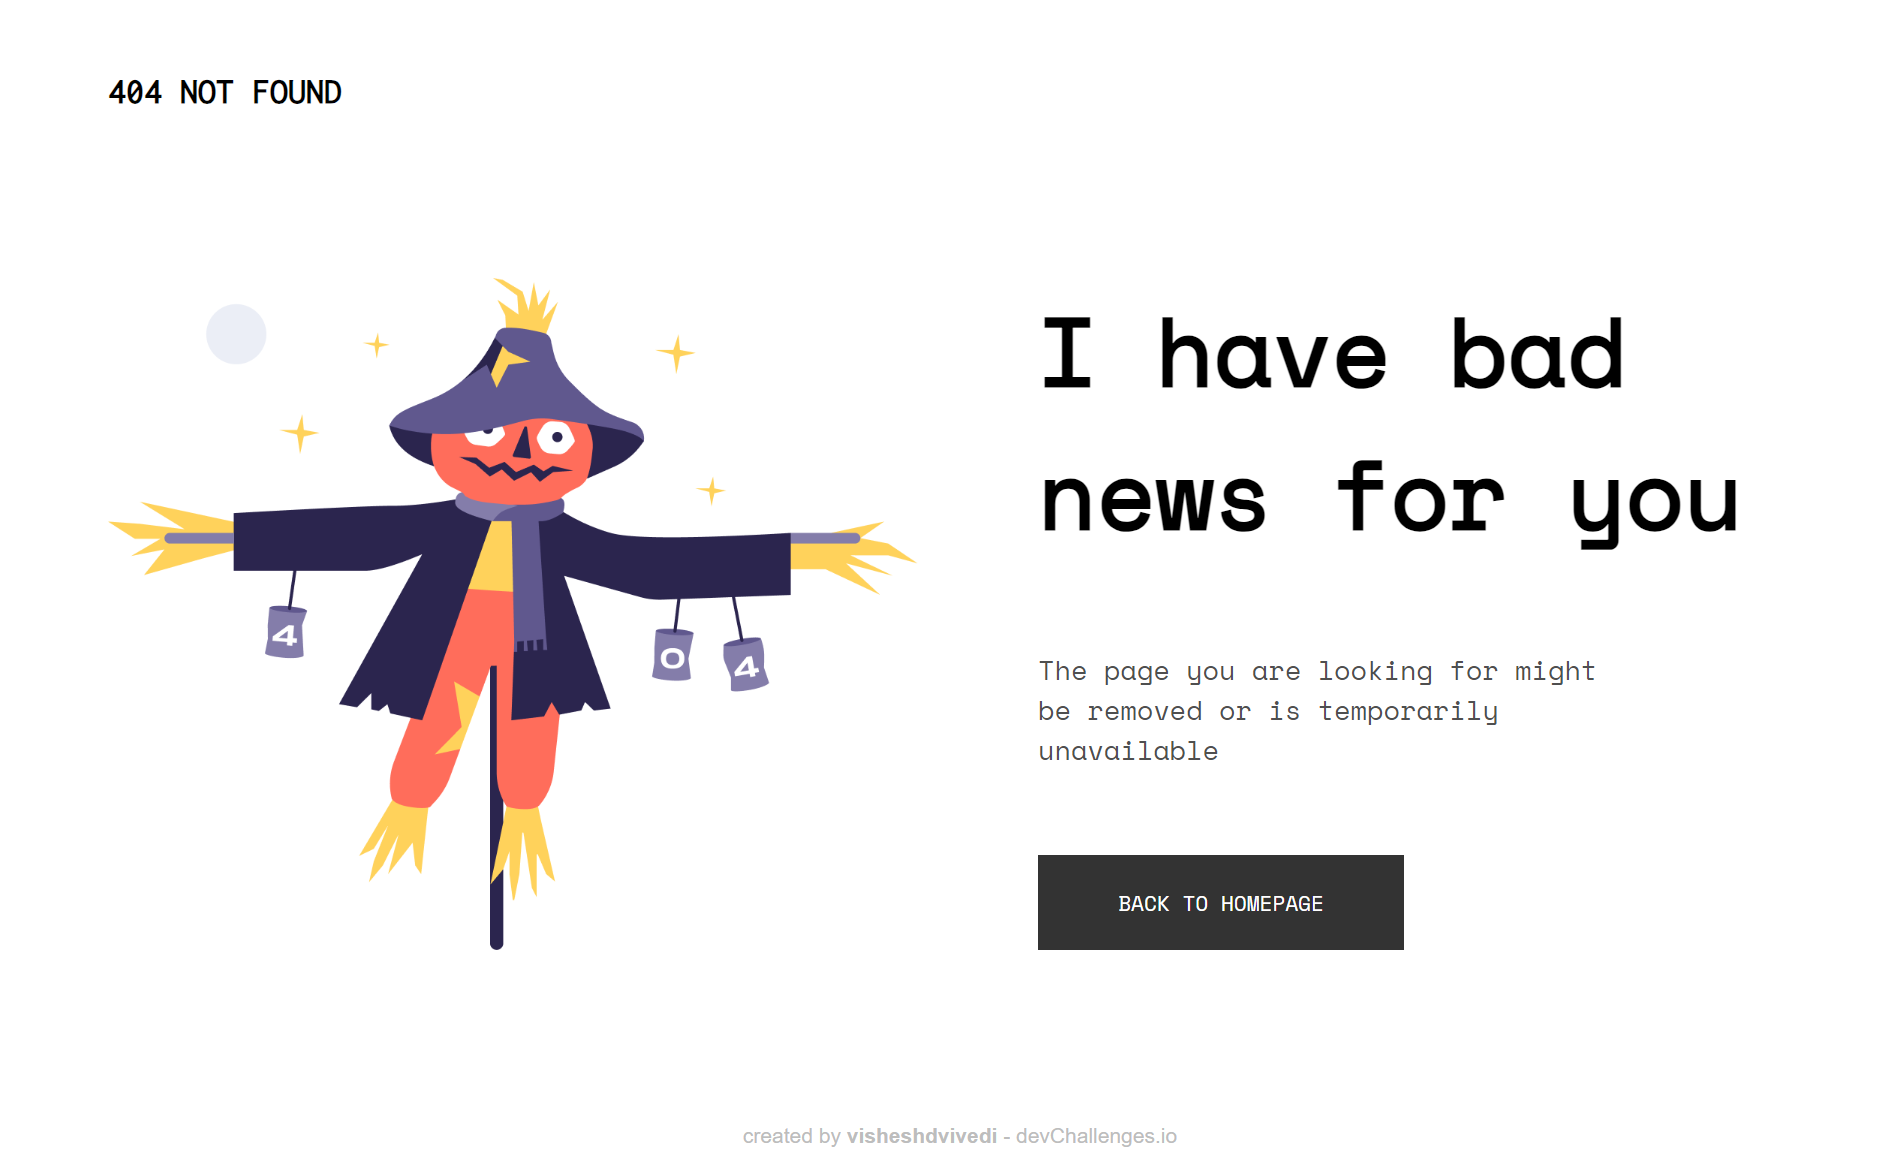 404 NOT FOUND
I have bad
news for you
4
0
4
The page you are looking for might
be removed or is temporarily
unavailable
BACK TO HOMEPAGE
created by visheshdvivedi - devChallenges.io